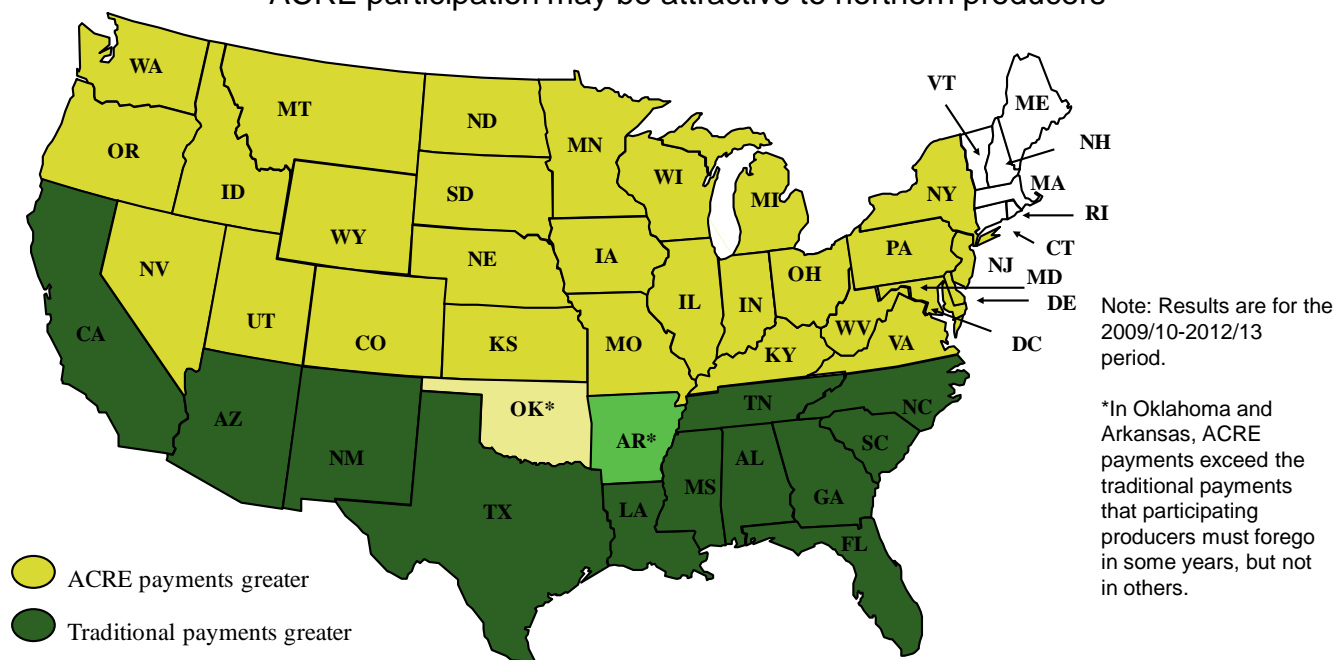 ACRE participation may be attractive to northern producers
WA
MT
ND
MN
VT
ME
NH
OR
ID
SD
WI
MI
NY
MA
RI
WY
CT
NE
IA
PA
NJ
MD
NV
OH
DE
IL
IN
UT
CO
KS
MO
WV
VA
DC
KY
CA
TN
NC
AZ
NM
OK*
AR*
SC
MS
AL
GA
TX
LA
FL
Note: Results are for the
2009/10-2012/13
period.
*In Oklahoma and
Arkansas, ACRE
payments exceed the
traditional payments
that participating
producers must forego
in some years, but not
in others.
ACRE payments greater
Traditional payments greater